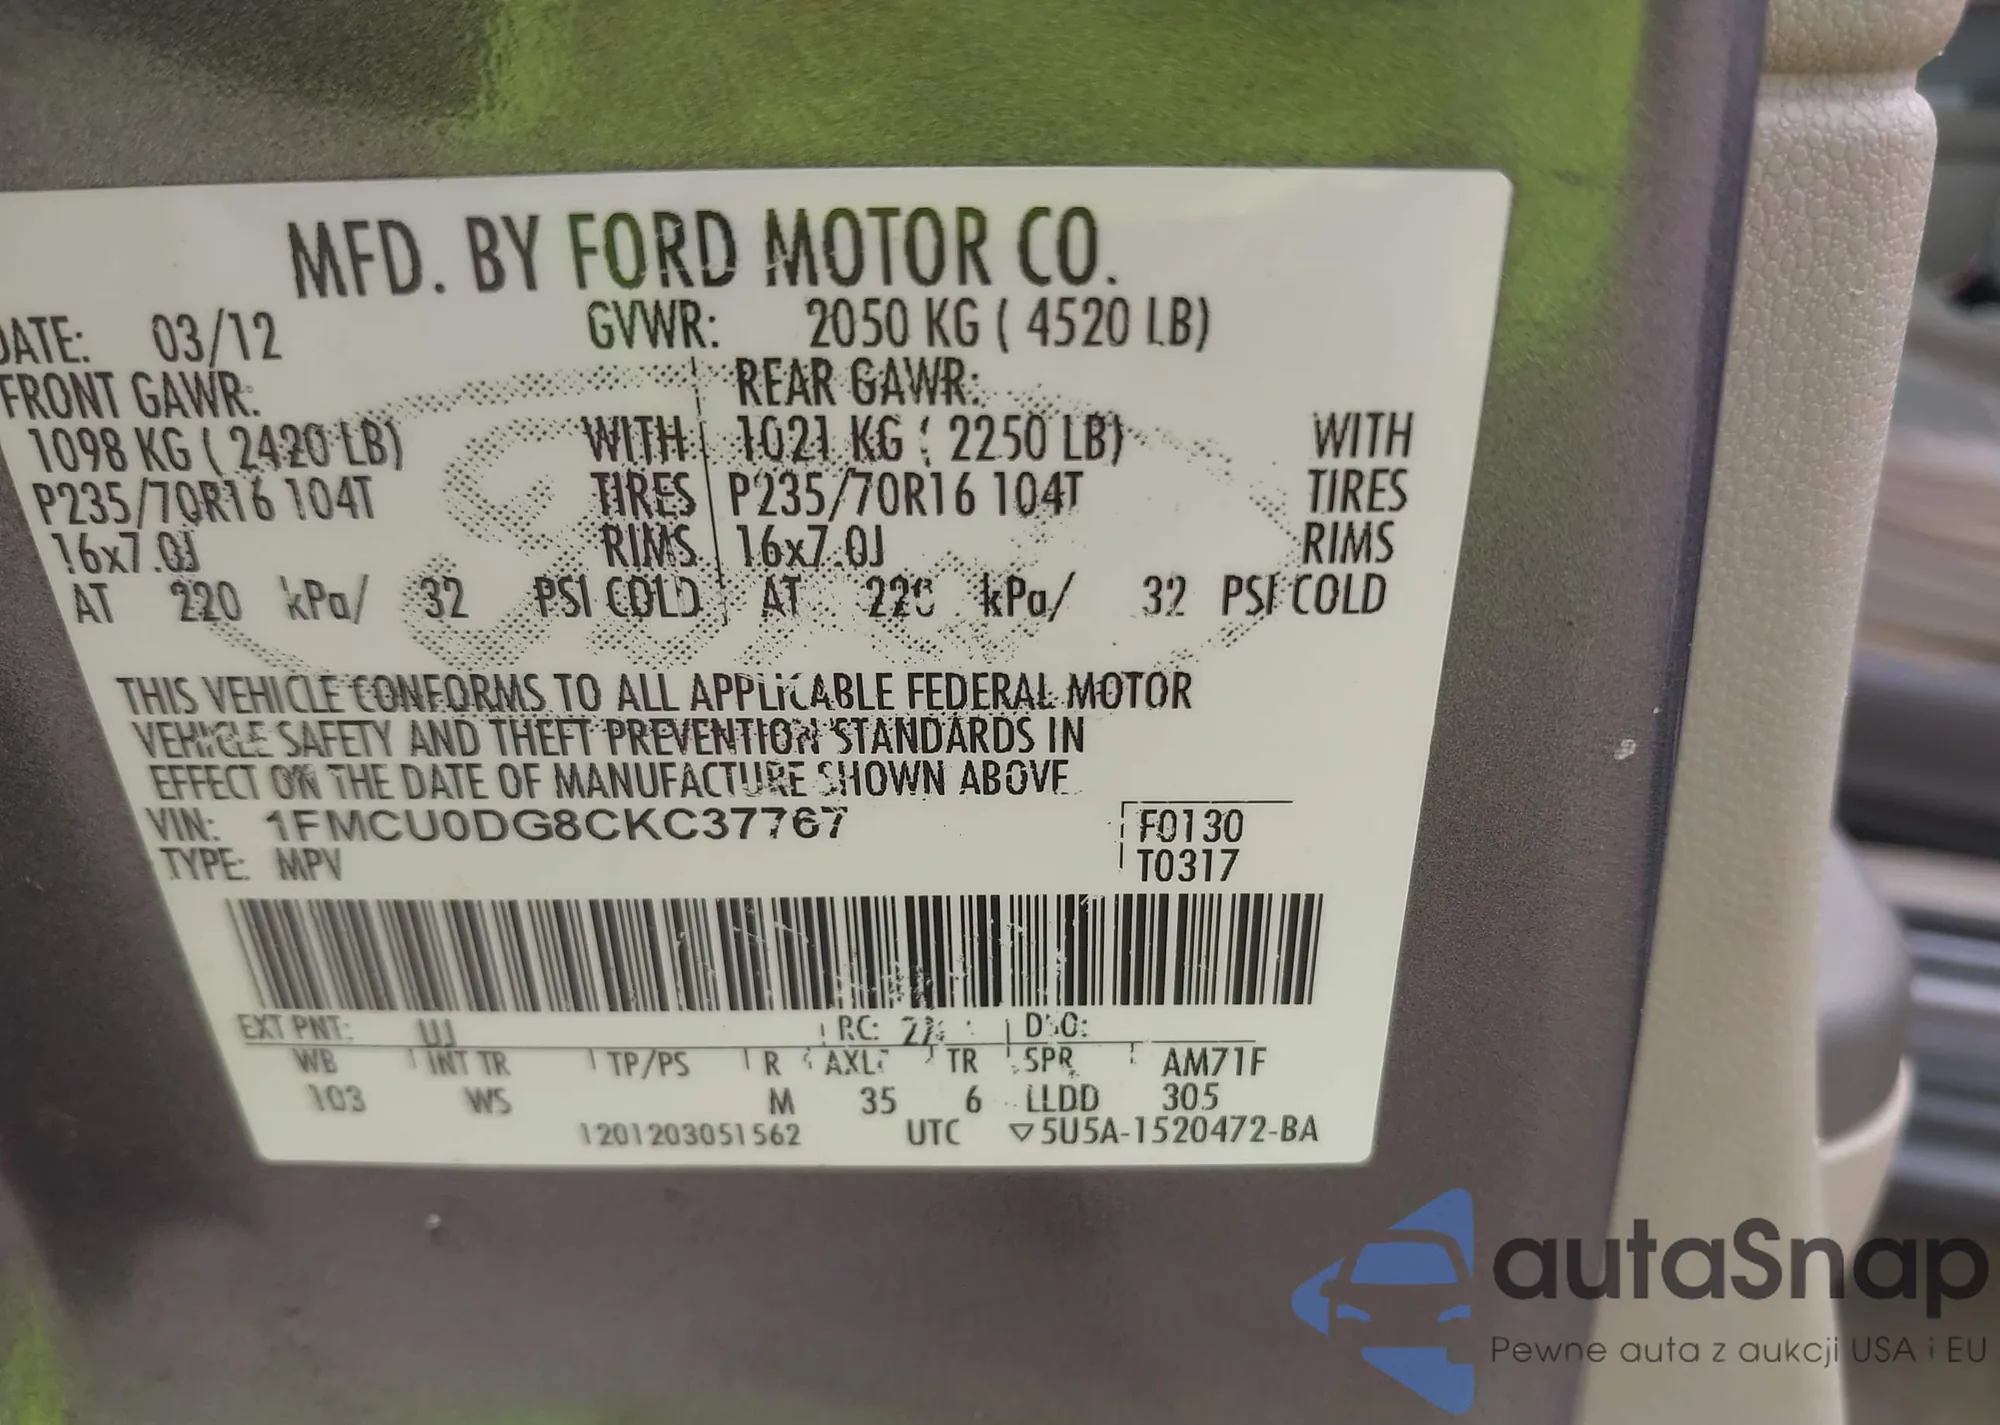 MFD. BY FORD MOTOR CO.
DATE: 03/12 GVWR: 2050 KG ( 4520 LB)
FRONT GAWR: REAR GAWR:
1098 KG ( 2420 LB) WITH 1021 KG ( 2250 LB) WITH
P235/70R16 104T TIRES P235/70R16 104T TIRES
16x7.0J RIMS 16x7.0J RIMS
AT 220 kPa/ 32 PSI COLD AT 220 kPa/ 32 PSI COLD
THIS VEHICLE CONFORMS TO ALL APPLICABLE FEDERAL MOTOR
VEHICLE SAFETY AND THEFT PREVENTION STANDARDS IN
EFFECT ON THE DATE OF MANUFACTURE SHOWN ABOVE
VIN: 1FMCU0DG8CKC37767 F0130
TYPE: MPV T0317
EXT PNT: UJ RC: DSO:
WB INT TR TP/PS R AXLE TR SPR AM71F
103 WS M 35 6 LLDD 305
1201203051562 UTC ▽5U5A-1520472-BA
autaSnap
Pewne auta z aukcji USA i EU